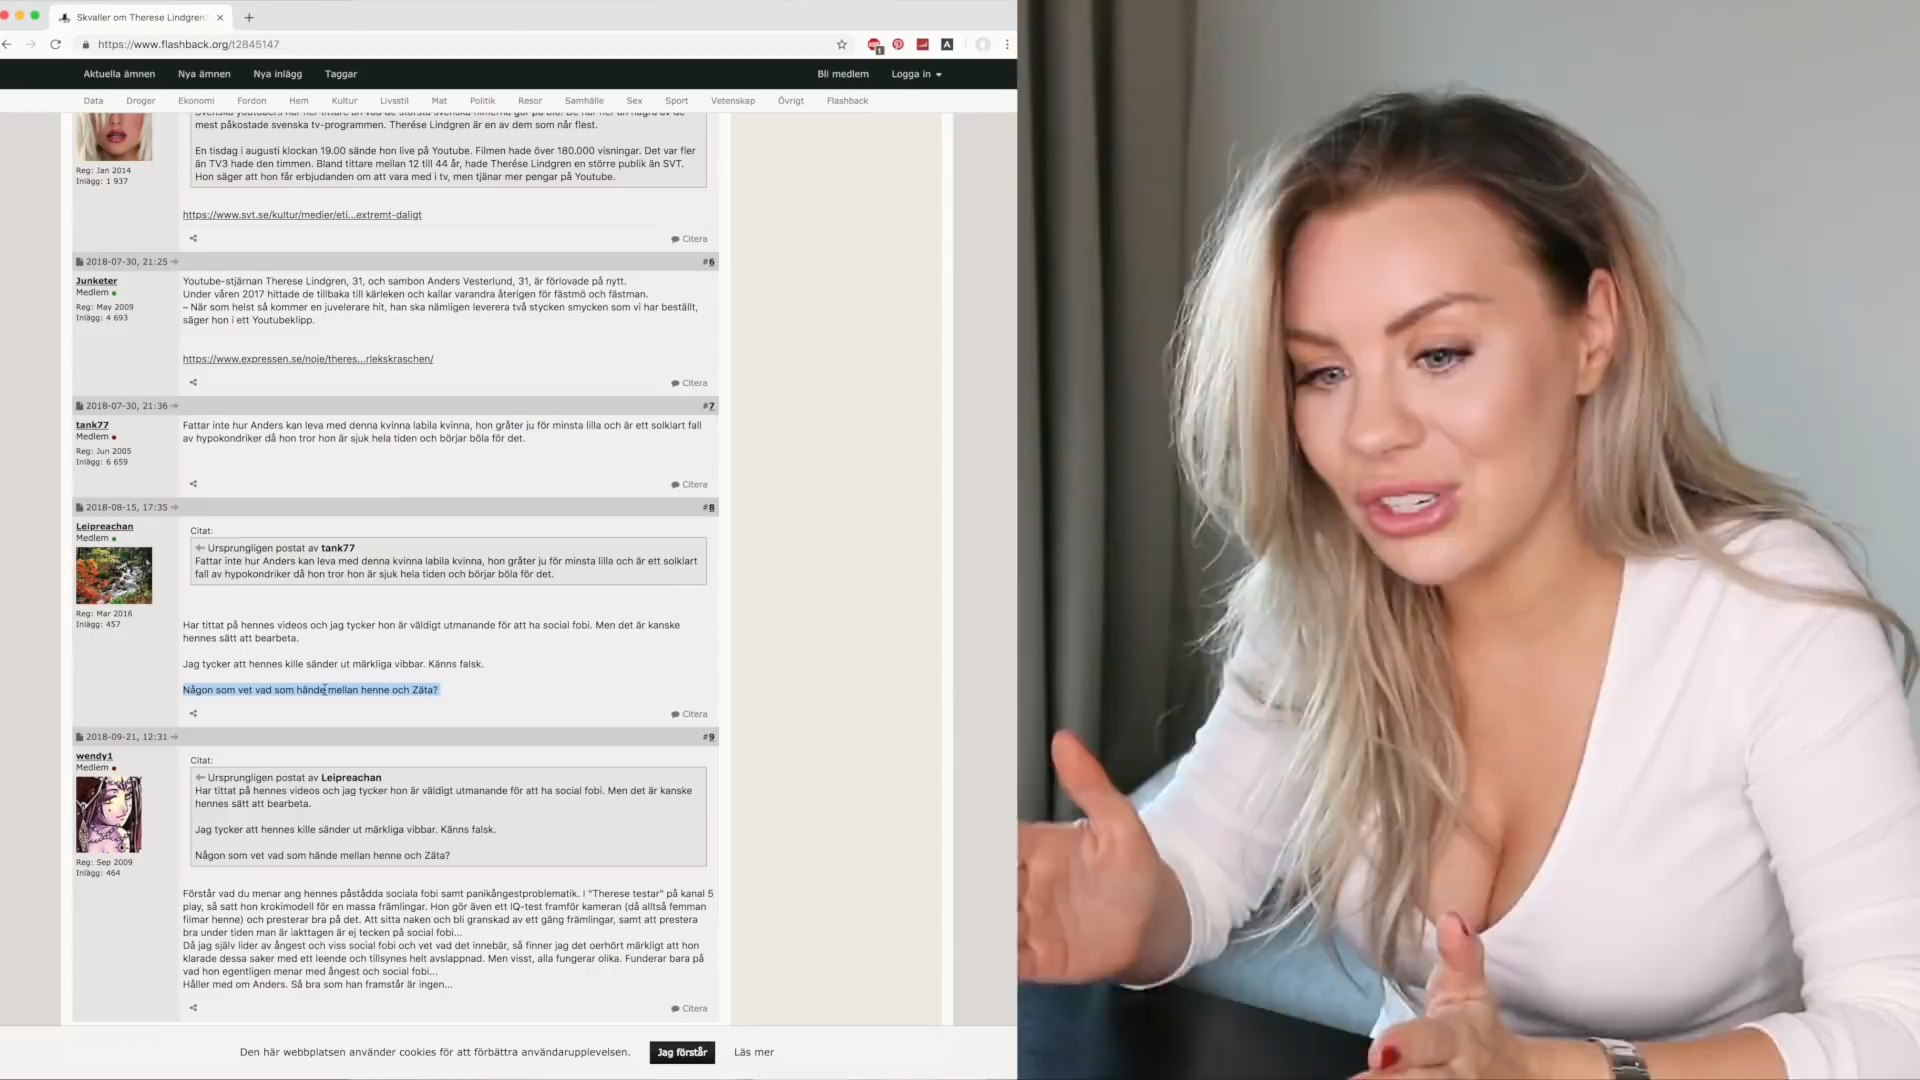 Skvaller om Therese Lindgren
https://www.flashback.org/t2845147
Aktuella ämnen Nya ämnen Nya inlägg Taggar Bli medlem Logga in
Data Droger Ekonomi Fordon Hem Kultur Livsstil Mat Politik Resor Samhälle Sex Sport Vetenskap Övrigt Flashback
mest påkostade svenska tv-programmen. Therése Lindgren är en av dem som når flest.
En tisdag i augusti klockan 19.00 sände hon live på Youtube. Filmen hade över 180.000 visningar. Det var fler
än TV3 hade den timmen. Bland tittare mellan 12 till 44 år, hade Therése Lindgren en större publik än SVT.
Hon säger att hon får erbjudanden om att vara med i tv, men tjänar mer pengar på Youtube.
Reg: Jan 2014
Inlägg: 1 937
https://www.svt.se/kultur/medier/eti...extremt-daligt
Citera
2018-07-30, 21:25 #6
Junketer
Medlem
Reg: May 2009
Inlägg: 4 693
Youtube-stjärnan Therese Lindgren, 31, och sambon Anders Vesterlund, 31, är förlovade på nytt.
Under våren 2017 hittade de tillbaka till kärleken och kallar varandra återigen för fästmö och fästman.
– När som helst så kommer en juvelerare hit, han ska nämligen leverera två stycken smycken som vi har beställt,
säger hon i ett Youtubeklipp.
https://www.expressen.se/noje/theres...rlekskraschen/
Citera
2018-07-30, 21:36 #7
tank77
Medlem
Reg: Jun 2005
Inlägg: 6 659
Fattar inte hur Anders kan leva med denna kvinna labila kvinna, hon gråter ju för minsta lilla och är ett solklart fall
av hypokondriker då hon tror hon är sjuk hela tiden och börjar böla för det.
Citera
2018-08-15, 17:35 #8
Leipreachan
Medlem
Reg: Mar 2016
Inlägg: 457
Citat:
Ursprungligen postat av tank77
Fattar inte hur Anders kan leva med denna kvinna labila kvinna, hon gråter ju för minsta lilla och är ett solklart
fall av hypokondriker då hon tror hon är sjuk hela tiden och börjar böla för det.
Har tittat på hennes videos och jag tycker hon är väldigt utmanande för att ha social fobi. Men det är kanske
hennes sätt att bearbeta.
Jag tycker att hennes kille sänder ut märkliga vibbar. Känns falsk.
Någon som vet vad som hände mellan henne och Zäta?
Citera
2018-09-21, 12:31 #9
wendy1
Medlem
Reg: Sep 2009
Inlägg: 464
Citat:
Ursprungligen postat av Leipreachan
Har tittat på hennes videos och jag tycker hon är väldigt utmanande för att ha social fobi. Men det är kanske
hennes sätt att bearbeta.
Jag tycker att hennes kille sänder ut märkliga vibbar. Känns falsk.
Någon som vet vad som hände mellan henne och Zäta?
Förstår vad du menar ang hennes påstådda sociala fobi samt panikångestproblematik. I "Therese testar" på kanal 5
play, så satt hon krokimodell för en massa främlingar. Hon gör även ett IQ-test framför kameran (då alltså femman
filmar henne) och presterar bra på det. Att sitta naken och bli granskad av ett gäng främlingar, samt att prestera
bra under tiden man är iakttagen är ej tecken på social fobi...
Då jag själv lider av ångest och viss social fobi och vet vad det innebär, så finner jag det oerhört märkligt att hon
klarade dessa saker med ett leende och tillsynes helt avslappnad. Men visst, alla fungerar olika. Funderar bara på
vad hon egentligen menar med ångest och social fobi...
Håller med om Anders. Så bra som han framstår är ingen...
Citera
Den här webbplatsen använder cookies för att förbättra användarupplevelsen. Jag förstår Läs mer